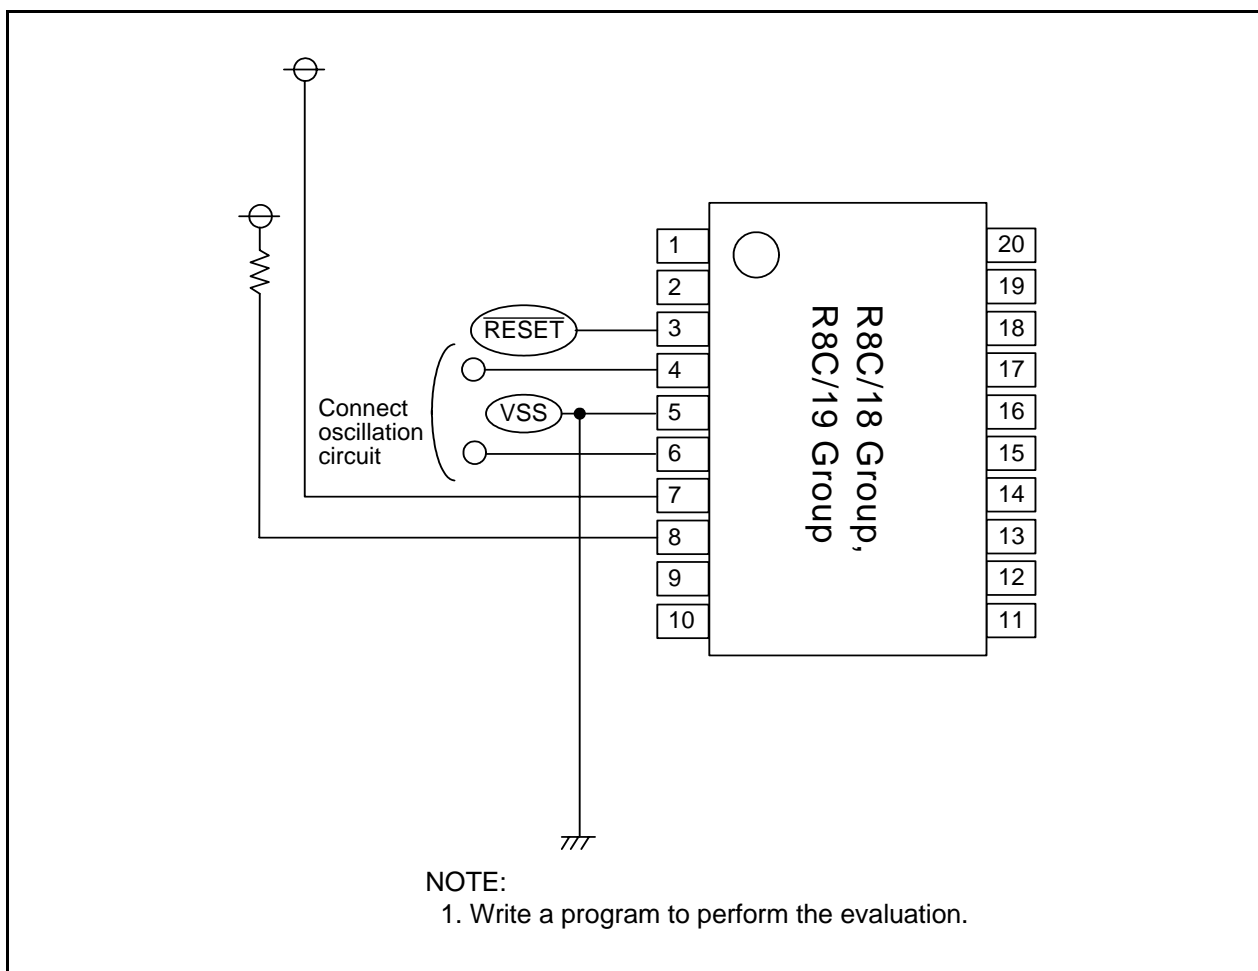 1
2
3
4
5
6
7
8
9
10
20
19
18
17
16
15
14
13
12
11
RESET
VSS
Connect
oscillation
circuit
R8C/18 Group,
R8C/19 Group
NOTE:
1. Write a program to perform the evaluation.